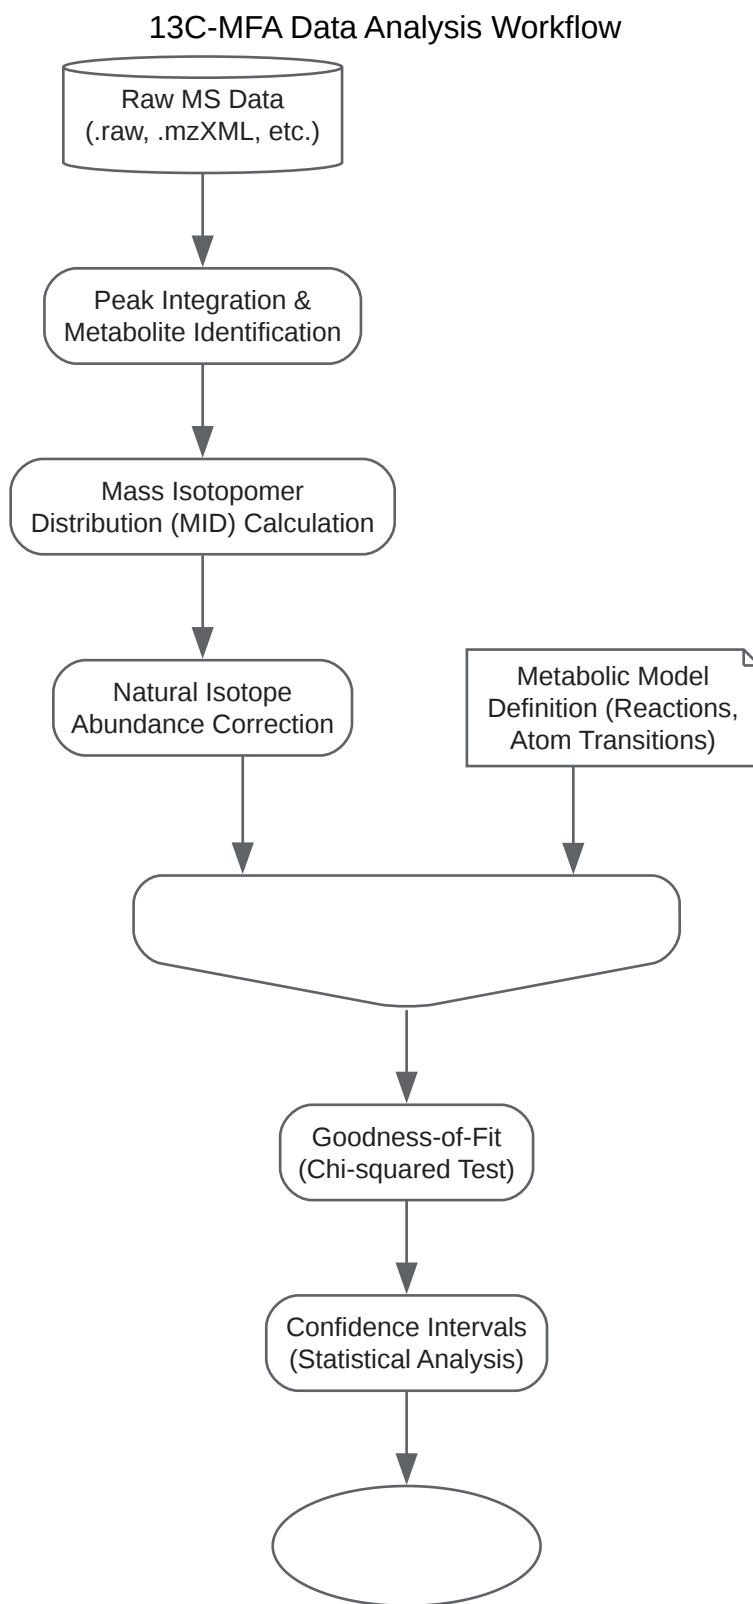 13C-MFA Data Analysis Workflow
Raw MS Data
(.raw, .mzXML, etc.)
Peak Integration &
Metabolite Identification
Mass Isotopomer
Distribution (MID) Calculation
Natural Isotope
Abundance Correction
Metabolic Model
Definition (Reactions,
Atom Transitions)
Goodness-of-Fit
(Chi-squared Test)
Confidence Intervals
(Statistical Analysis)